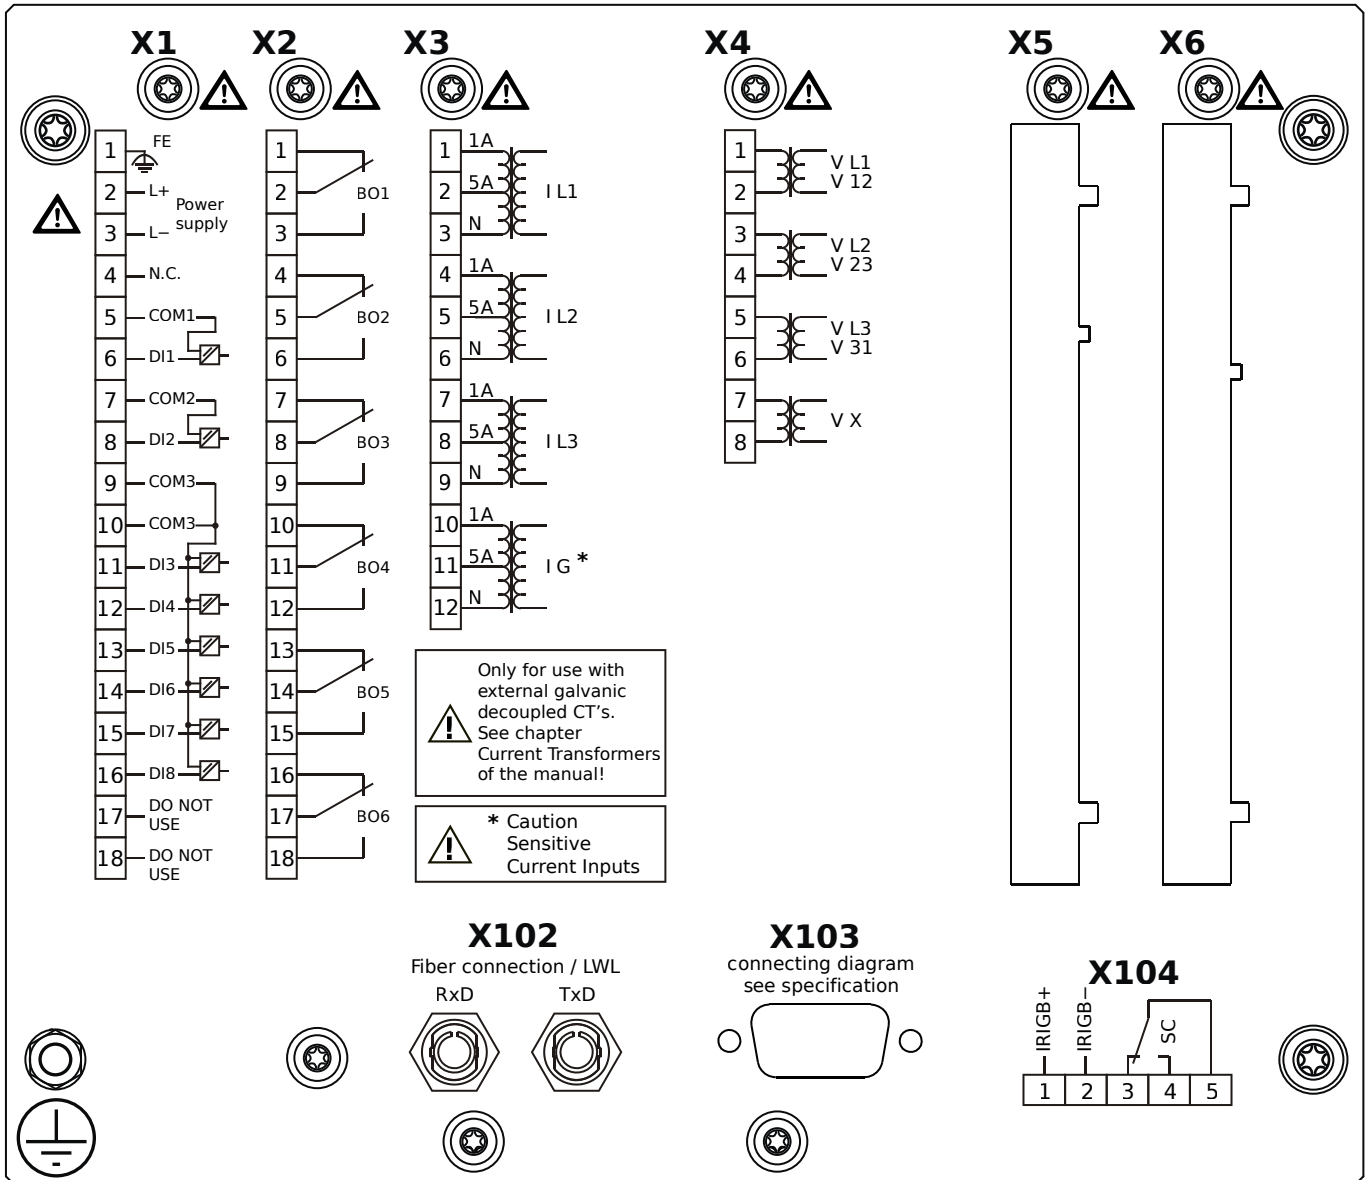 X1
X2
X3
X4
X5
X6
1 FE
2 L+
Power
supply
3 L−
4 N.C.
5 COM1
6 DI1
7 COM2
8 DI2
9 COM3
10 COM3
11 DI3
12 DI4
13 DI5
14 DI6
15 DI7
16 DI8
17 DO NOT
USE
18 DO NOT
USE
1
2 BO1
3
4
5 BO2
6
7
8 BO3
9
10
11 BO4
12
13
14 BO5
15
16
17 BO6
18
1 1A
2 5A I L1
3 N
4 1A
5 5A I L2
6 N
7 1A
8 5A I L3
9 N
10 1A
11 5A I G *
12 N
Only for use with
external galvanic
decoupled CT's.
See chapter
Current Transformers
of the manual!
* Caution
Sensitive
Current Inputs
1 V L1
2 V 12
3 V L2
4 V 23
5 V L3
6 V 31
7 V X
8
X102
Fiber connection / LWL
RxD TxD
X103
connecting diagram
see specification
X104
IRIGB+
IRIGB−
SC
1 2 3 4 5